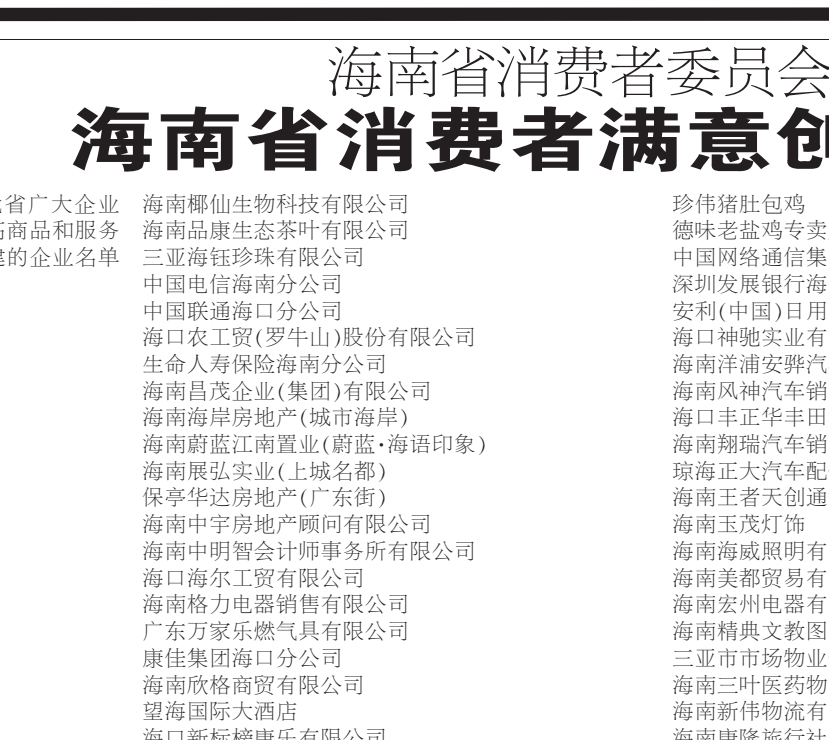 海南省消费者委员会
海南省消费者满意创
省广大企业
商品和服务
的企业名单
海南椰仙生物科技有限公司
海南品康生态茶叶有限公司
三亚海钰珍珠有限公司
中国电信海南分公司
中国联通海口分公司
海口农工贸(罗牛山)股份有限公司
生命人寿保险海南分公司
海南昌茂企业(集团)有限公司
海南海岸房地产(城市海岸)
海南蔚蓝江南置业(蔚蓝·海语印象)
海南展弘实业(上城名都)
保亭华达房地产(广东街)
海南中宇房地产顾问有限公司
海南中明智会计师事务所有限公司
海口海尔工贸有限公司
海南格力电器销售有限公司
广东万家乐燃气具有限公司
康佳集团海口分公司
海南欣格商贸有限公司
望海国际大酒店
海口新标榜康乐有限公司
珍伟猪肚包鸡
德味老盐鸡专卖
中国网络通信集
深圳发展银行海
安利(中国)日用
海口神驰实业有
海南洋浦安骅汽
海南风神汽车销
海口丰正华丰田
海南翔瑞汽车销
琼海正大汽车配
海南王者天创通
海南玉茂灯饰
海南海威照明有
海南美都贸易有
海南宏州电器有
海南精典文教图
三亚市市场物业
海南三叶医药物
海南新伟物流有
海南康隆旅行社